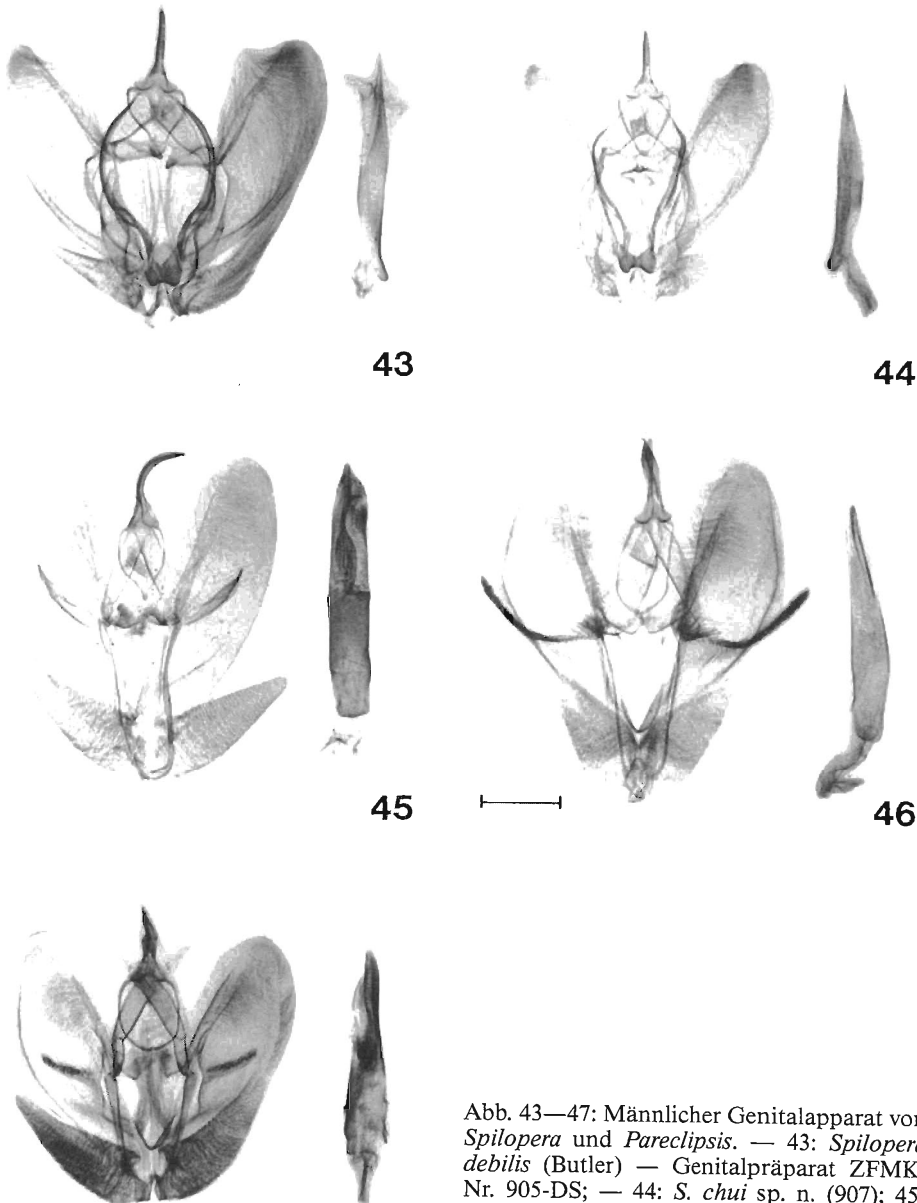 43
44
45
46
Abb. 43—47: Männlicher Genitalapparat von
Spilopera und Pareclipsis. — 43: Spilopera
debilis (Butler) — Genitalpräparat ZFMK
Nr. 905-DS; — 44: S. chui sp. n. (907); 45: